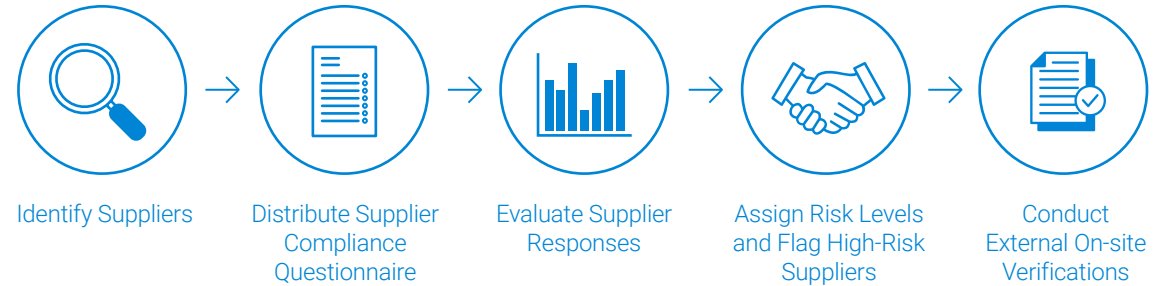 Identify Suppliers
Distribute Supplier
Compliance
Questionnaire
Evaluate Supplier
Responses
Assign Risk Levels
and Flag High-Risk
Suppliers
Conduct
External On-site
Verifications